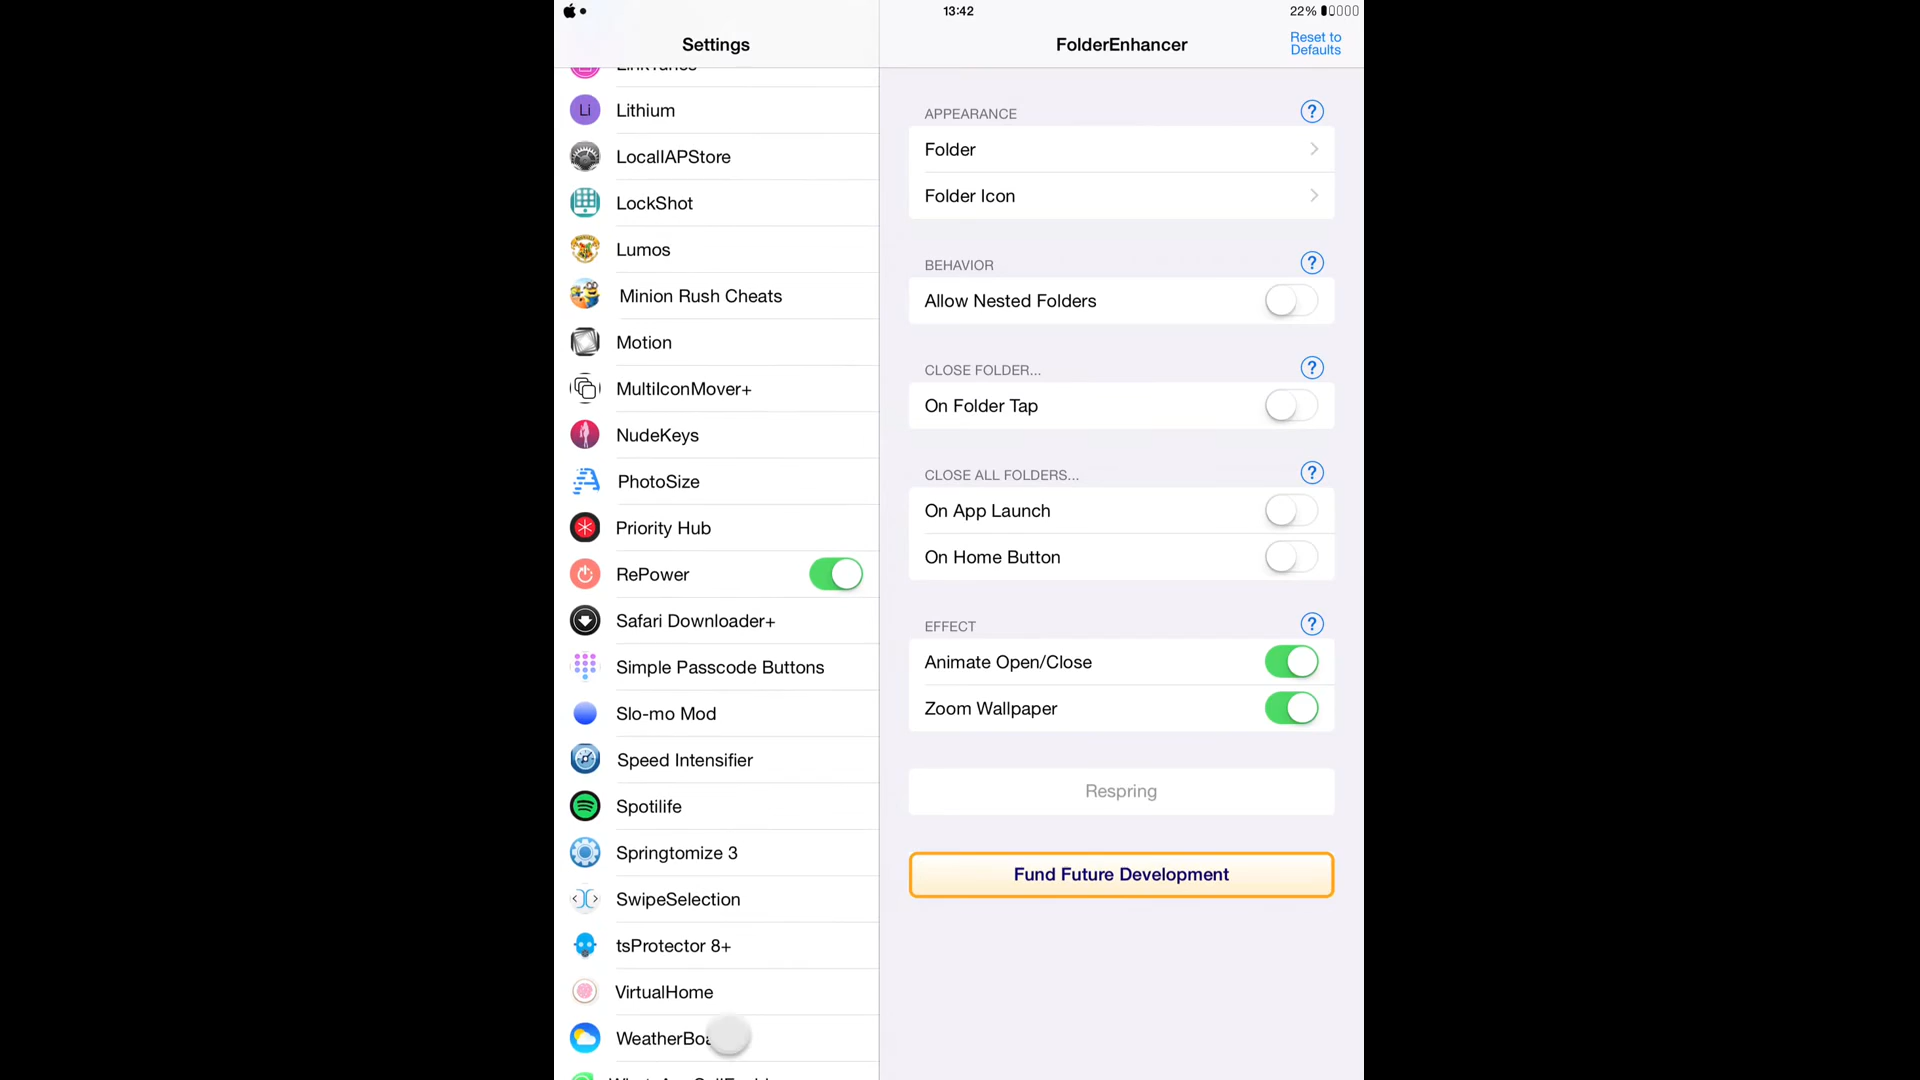 13:42
22%
Settings
FolderEnhancer
Reset to
Defaults
LinkTunes
Li
Lithium
LocalIAPStore
LockShot
Lumos
Minion Rush Cheats
Motion
MultiIconMover+
NudeKeys
PhotoSize
Priority Hub
RePower
Safari Downloader+
Simple Passcode Buttons
Slo-mo Mod
Speed Intensifier
Spotilife
Springtomize 3
SwipeSelection
tsProtector 8+
VirtualHome
WeatherBoa
APPEARANCE
?
Folder
Folder Icon
BEHAVIOR
?
Allow Nested Folders
CLOSE FOLDER...
?
On Folder Tap
CLOSE ALL FOLDERS...
?
On App Launch
On Home Button
EFFECT
?
Animate Open/Close
Zoom Wallpaper
Respring
Fund Future Development